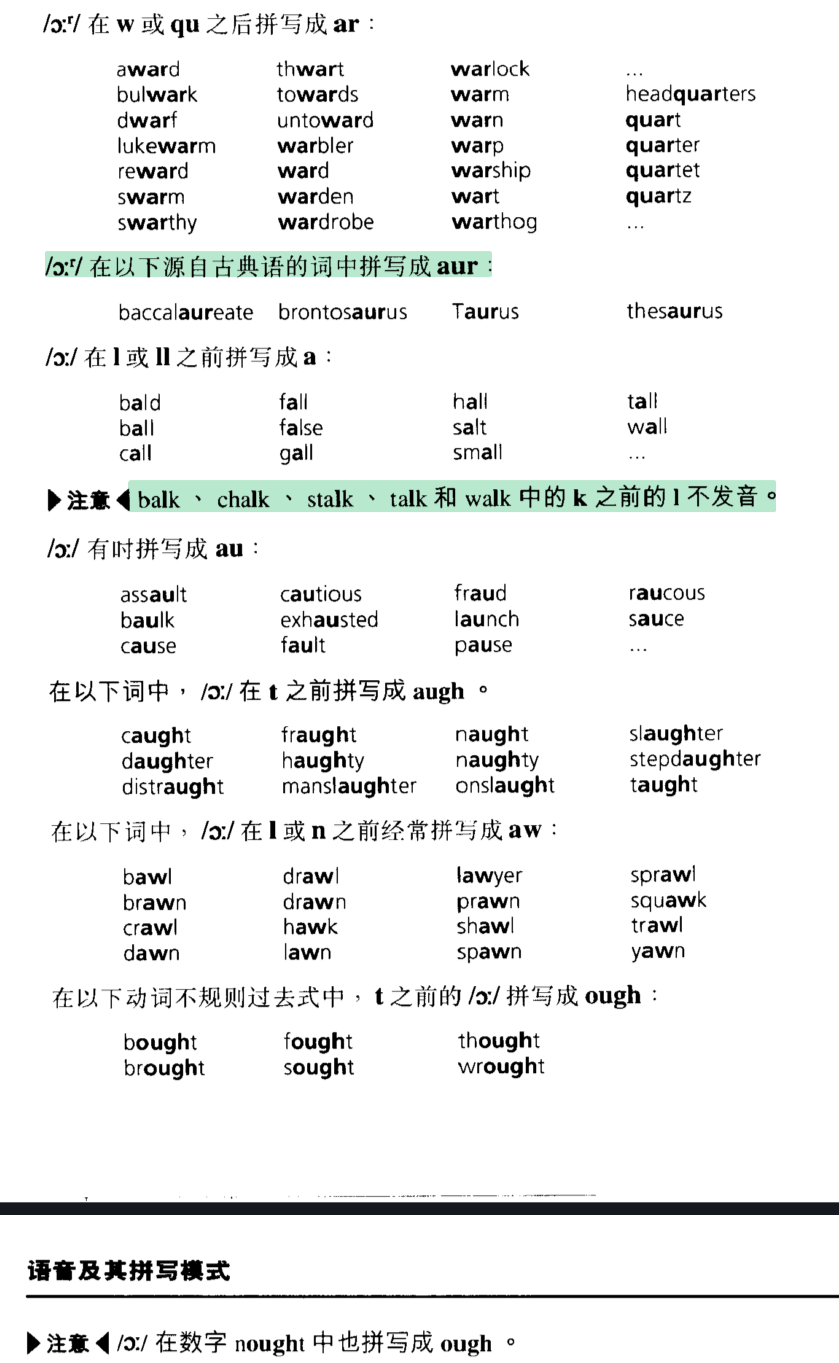 /ɔːʳ/ 在 w 或 qu 之后拼写成 ar：
award thwart warlock ...
bulwark towards warm headquarters
dwarf untoward warn quart
lukewarm warbler warp quarter
reward ward warship quartet
swarm warden wart quartz
swarthy wardrobe warthog ...
/ɔːʳ/ 在以下源自古典语的词中拼写成 aur：
baccalaureate brontosaurus Taurus thesaurus
/ɔː/ 在 l 或 ll 之前拼写成 a：
bald fall hall tall
ball false salt wall
call gall small ...
▶注意◀ balk 、 chalk 、 stalk 、 talk 和 walk 中的 k 之前的 l 不发音。
/ɔː/ 有时拼写成 au：
assault cautious fraud raucous
baulk exhausted launch sauce
cause fault pause ...
在以下词中，/ɔː/ 在 t 之前拼写成 augh 。
caught fraught naught slaughter
daughter haughty naughty stepdaughter
distraught manslaughter onslaught taught
在以下词中，/ɔː/ 在 l 或 n 之前经常拼写成 aw：
bawl drawl lawyer sprawl
brawn drawn prawn squawk
crawl hawk shawl trawl
dawn lawn spawn yawn
在以下动词不规则过去式中，t 之前的 /ɔː/ 拼写成 ough：
bought fought thought
brought sought wrought
语音及其拼写模式
▶注意◀ /ɔː/ 在数字 nought 中也拼写成 ough 。